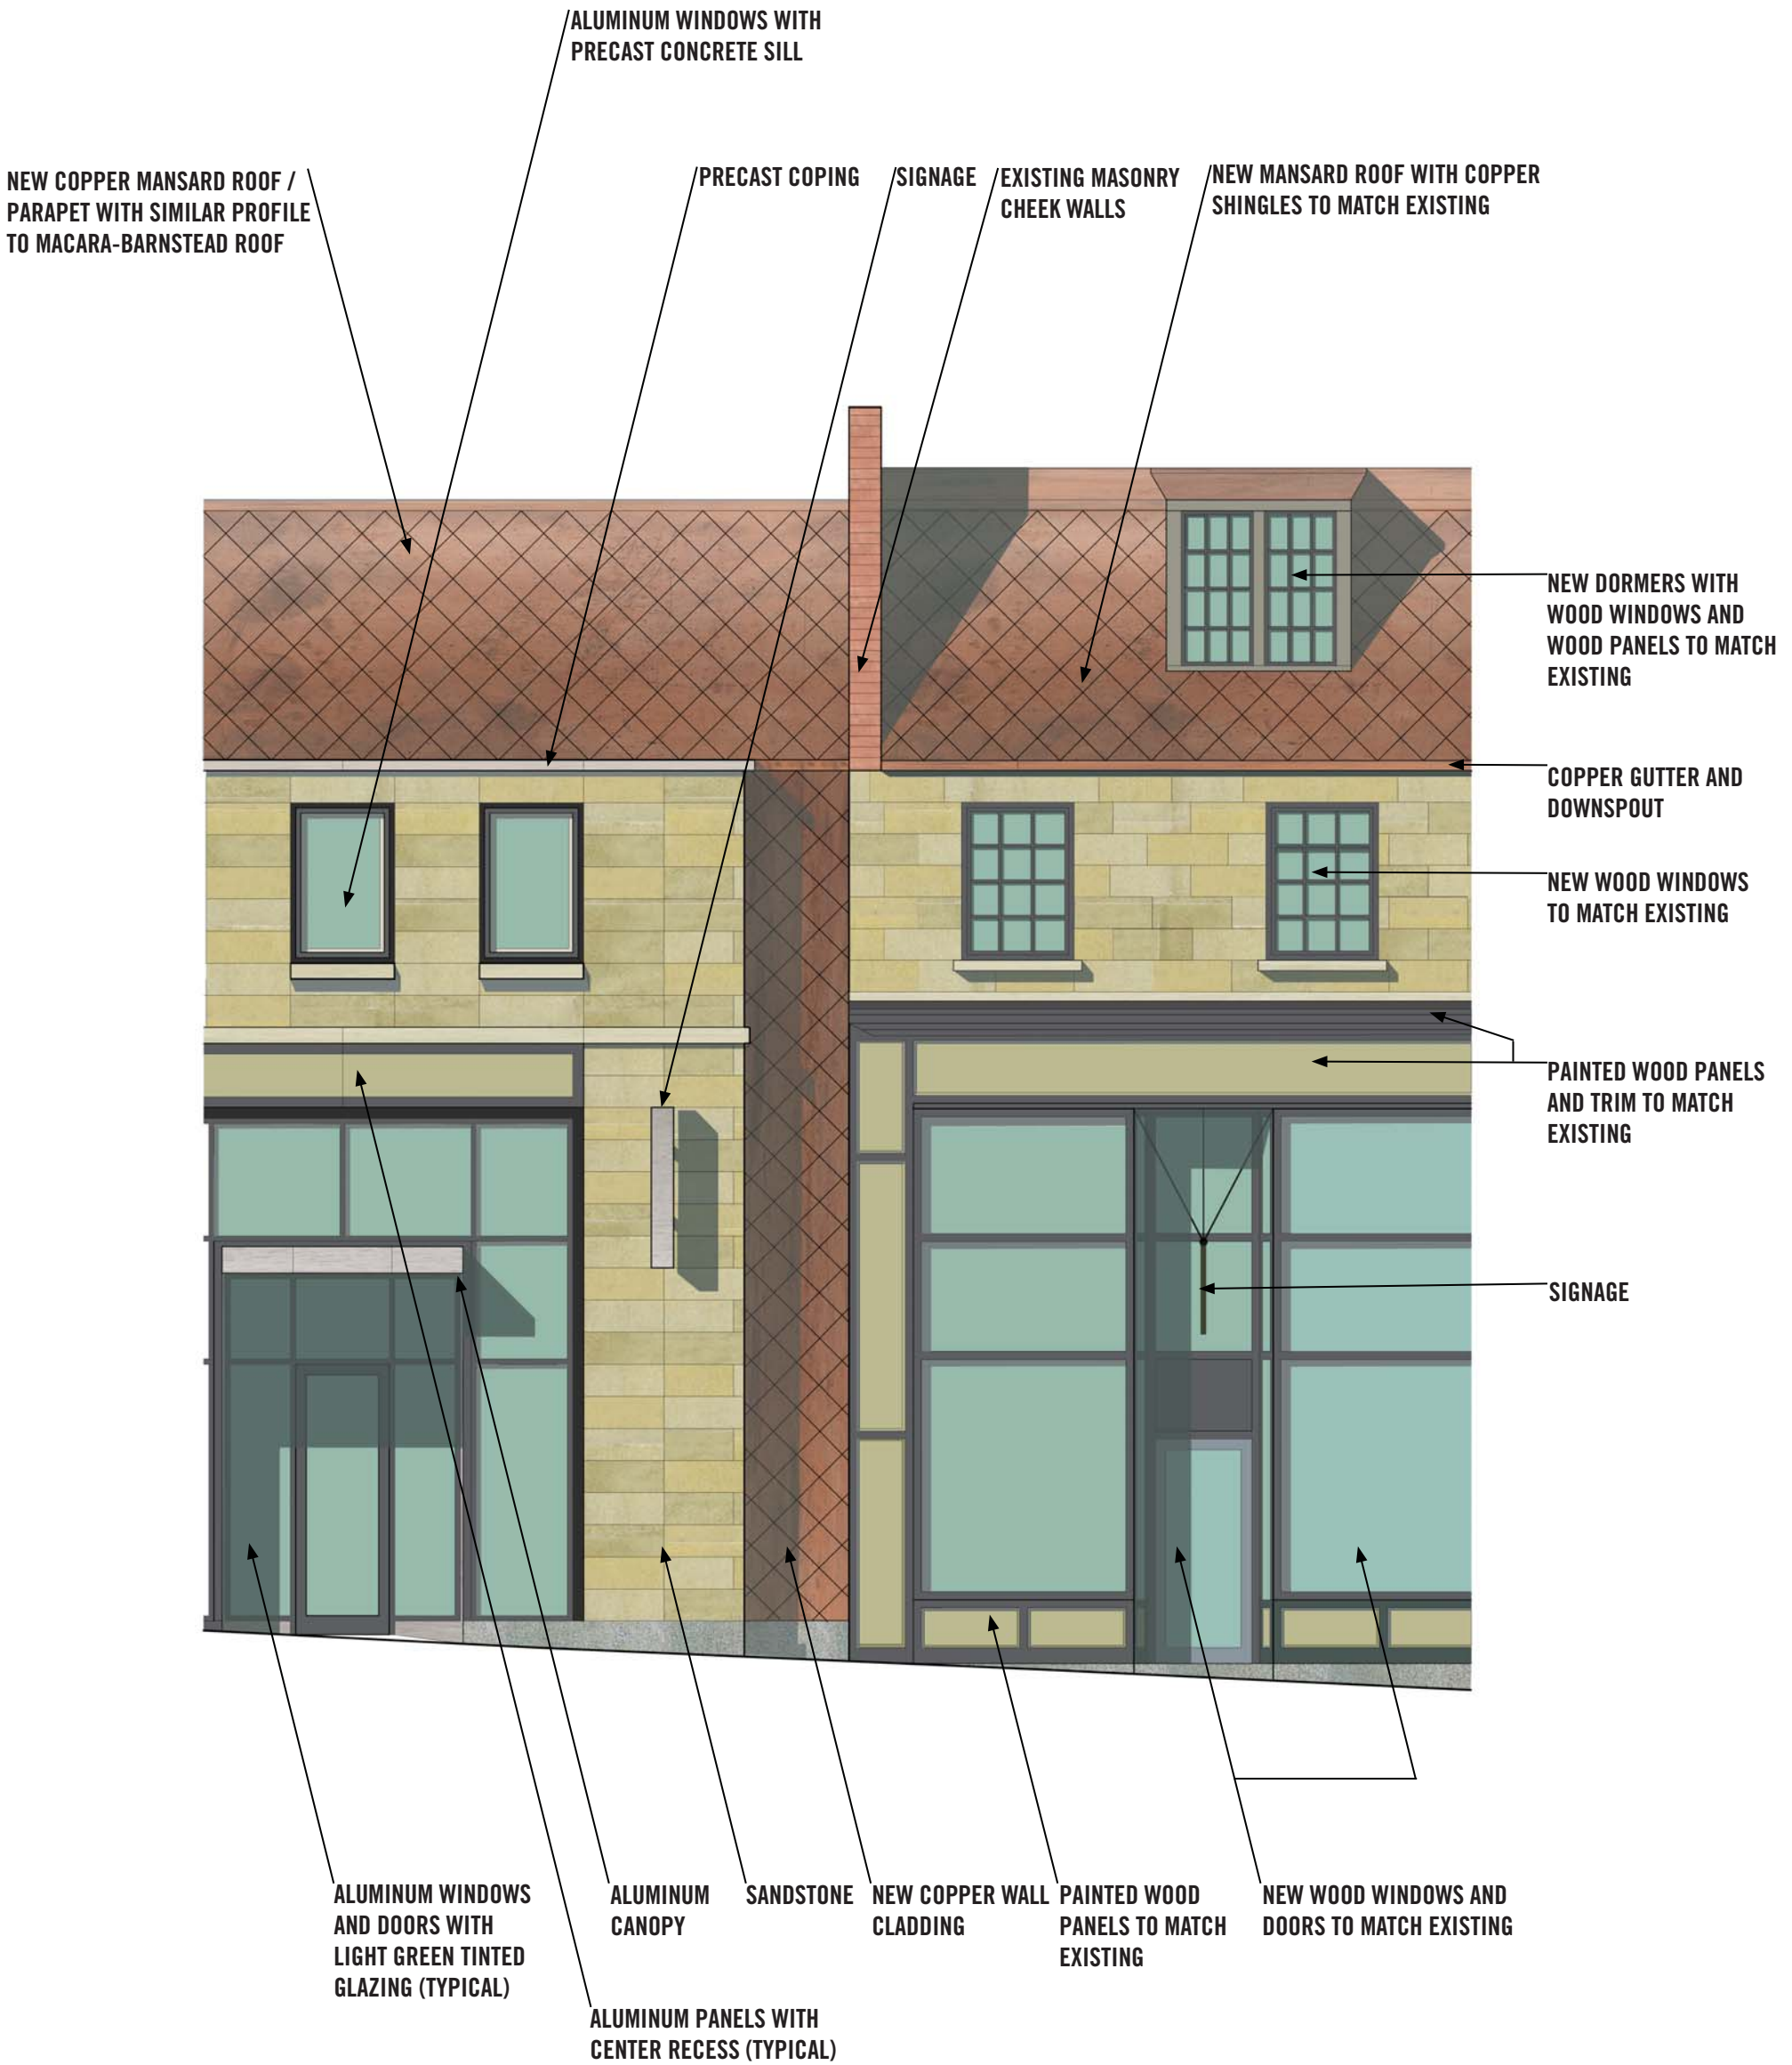 ALUMINUM WINDOWS WITH
PRECAST CONCRETE SILL
NEW COPPER MANSARD ROOF /
PARAPET WITH SIMILAR PROFILE
TO MACARA-BARNSTEAD ROOF
PRECAST COPING
SIGNAGE
EXISTING MASONRY
CHEEK WALLS
NEW MANSARD ROOF WITH COPPER
SHINGLES TO MATCH EXISTING
NEW DORMERS WITH
WOOD WINDOWS AND
WOOD PANELS TO MATCH
EXISTING
COPPER GUTTER AND
DOWNSPOUT
NEW WOOD WINDOWS
TO MATCH EXISTING
PAINTED WOOD PANELS
AND TRIM TO MATCH
EXISTING
SIGNAGE
ALUMINUM WINDOWS
AND DOORS WITH
LIGHT GREEN TINTED
GLAZING (TYPICAL)
ALUMINUM PANELS WITH
CENTER RECESS (TYPICAL)
ALUMINUM
CANOPY
SANDSTONE
NEW COPPER WALL
CLADDING
PAINTED WOOD
PANELS TO MATCH
EXISTING
NEW WOOD WINDOWS AND
DOORS TO MATCH EXISTING